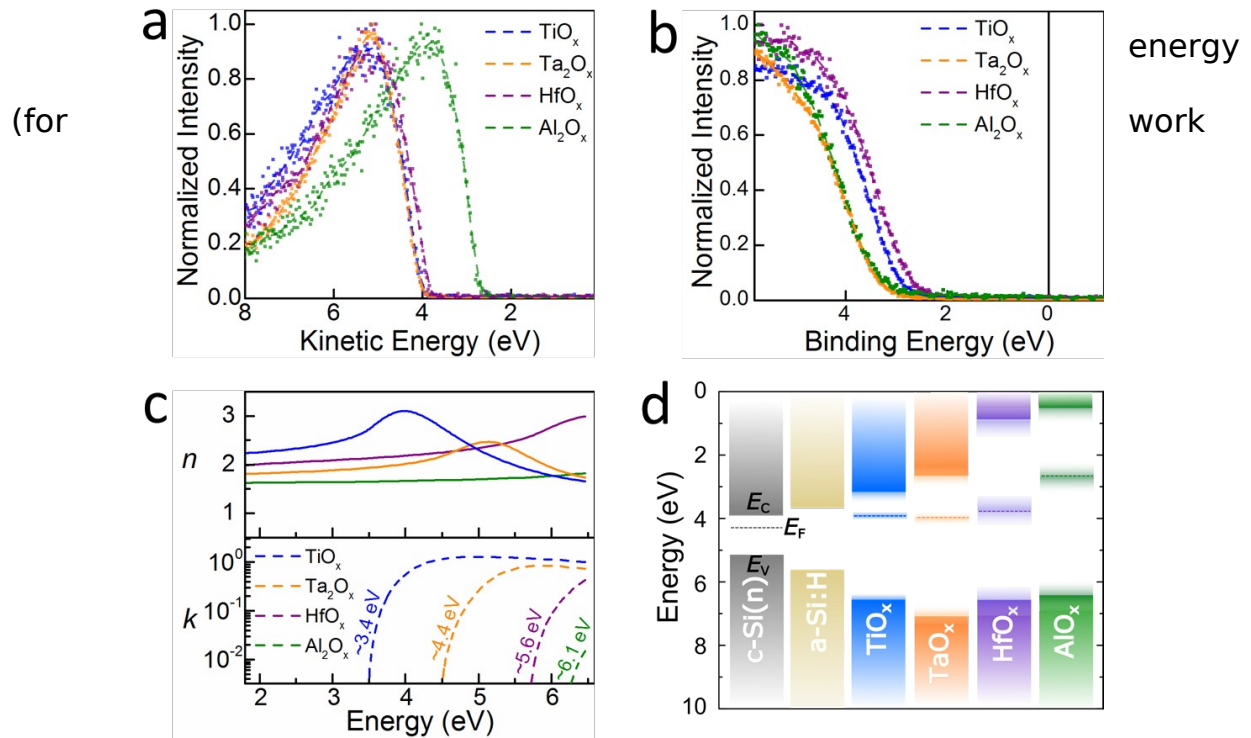 a
Normalized Intensity
1.0
0.8
0.6
0.4
0.2
0.0
8 6 4 2
Kinetic Energy (eV)
TiOₓ
Ta₂Oₓ
HfOₓ
Al₂Oₓ
b
Normalized Intensity
1.0
0.8
0.6
0.4
0.2
0.0
4 2 0
Binding Energy (eV)
TiOₓ
Ta₂Oₓ
HfOₓ
Al₂Oₓ
energy
(for
work
c
n
3
2
1
k
10⁰
10⁻¹
10⁻²
TiOₓ
Ta₂Oₓ
HfOₓ
Al₂Oₓ
~3.4 eV
~4.4 eV
~5.6 eV
~6.1 eV
2 3 4 5 6
Energy (eV)
d
Energy (eV)
0
2
4
6
8
10
E_C
E_F
E_V
c-Si(n)
a-Si:H
TiOₓ
TaOₓ
HfOₓ
AlOₓ